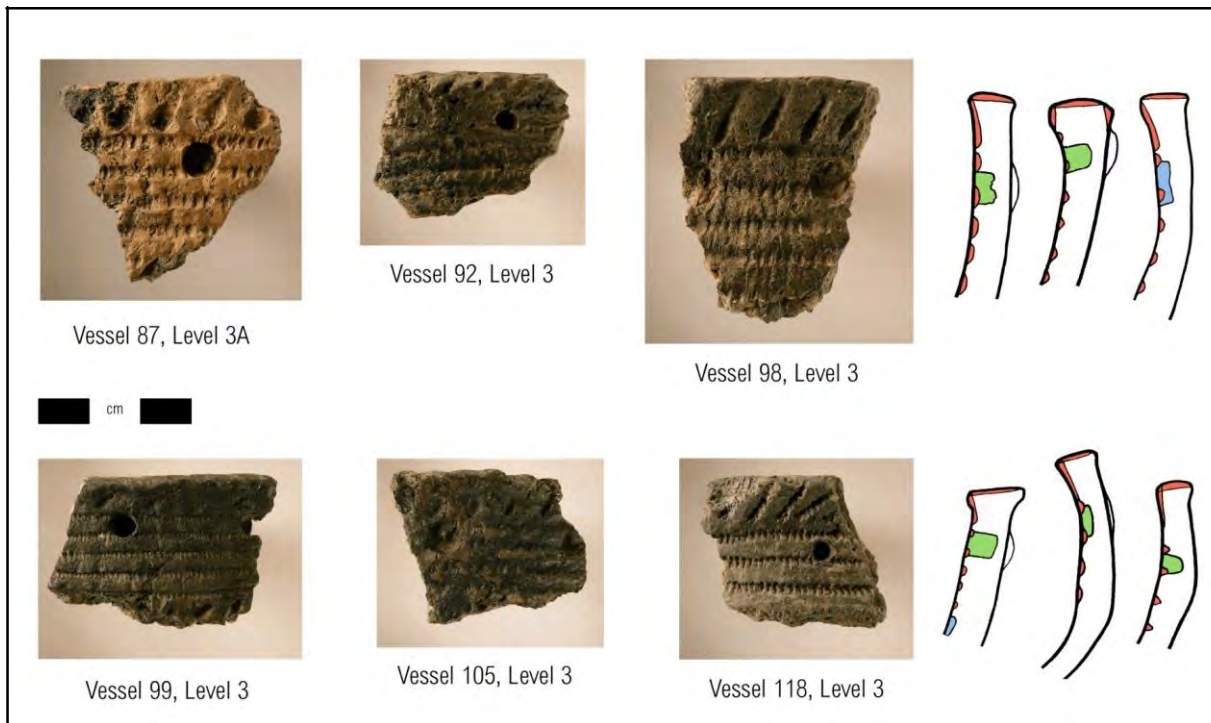 Vessel 87, Level 3A
Vessel 92, Level 3
Vessel 98, Level 3
cm
Vessel 99, Level 3
Vessel 105, Level 3
Vessel 118, Level 3